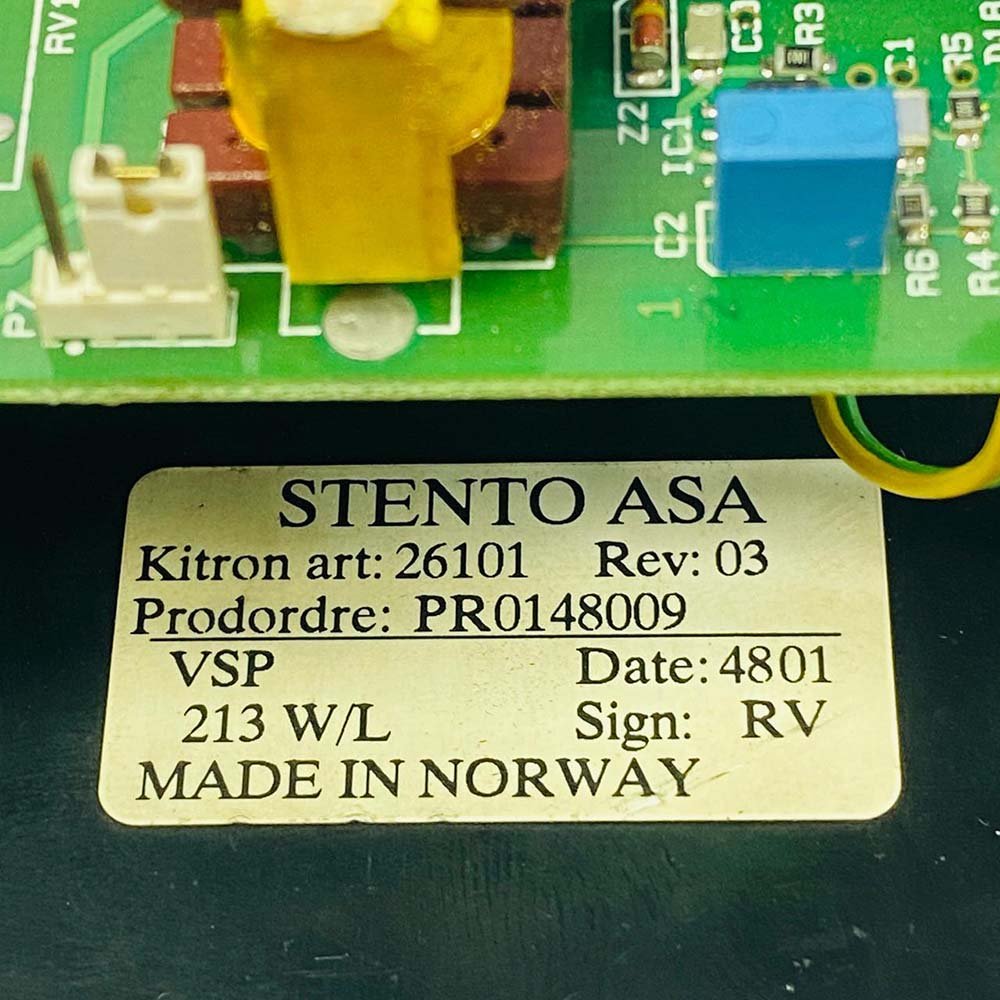 RV1
Z2
IC1
C3
R3
C1
R5
D1
C2
R6
R4
P7
1
1001
STENTO ASA
Kitron art: 26101 Rev: 03
Prodordre: PR0148009
VSP Date: 4801
213 W/L Sign: RV
MADE IN NORWAY